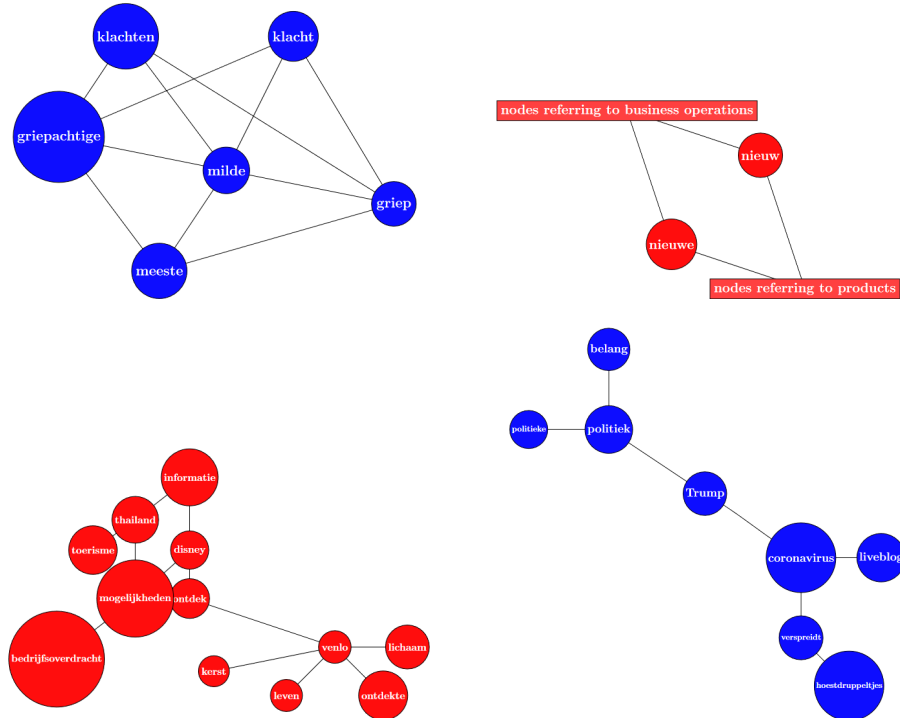 klachten
klacht
griepachtige
milde
griep
meeste
nodes referring to business operations
nieuw
nieuwe
nodes referring to products
informatie
thailand
toerisme
disney
mogelijkheden
ontdek
bedrijfsoverdracht
venlo
lichaam
kerst
leven
ontdekte
belang
politieke
politiek
Trump
coronavirus
liveblog
verspreidt
hoestdruppeltjes